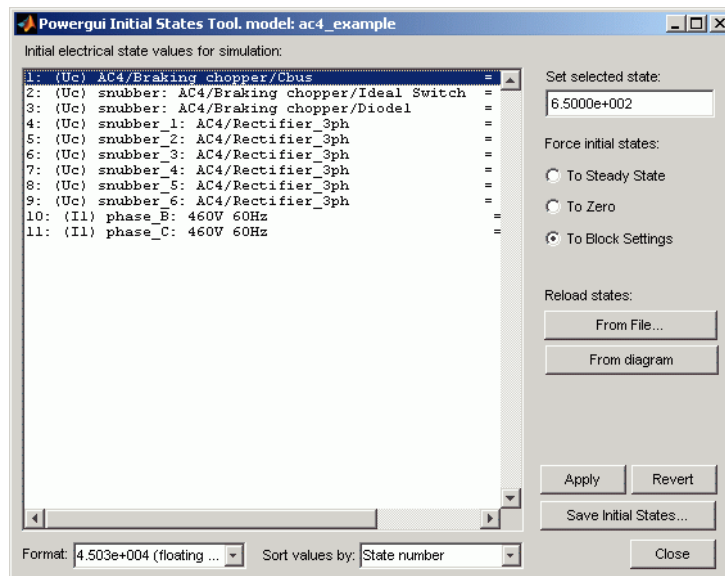 Powergui Initial States Tool. model: ac4_example
Initial electrical state values for simulation:
1: (Uc) AC4/Braking chopper/Cbus =
2: (Uc) snubber: AC4/Braking chopper/Ideal Switch =
3: (Uc) snubber: AC4/Braking chopper/Diode1 =
4: (Uc) snubber_1: AC4/Rectifier_3ph =
5: (Uc) snubber_2: AC4/Rectifier_3ph =
6: (Uc) snubber_3: AC4/Rectifier_3ph =
7: (Uc) snubber_4: AC4/Rectifier_3ph =
8: (Uc) snubber_5: AC4/Rectifier_3ph =
9: (Uc) snubber_6: AC4/Rectifier_3ph =
10: (Il) phase_B: 460V 60Hz =
11: (Il) phase_C: 460V 60Hz =
Set selected state:
6.5000e+002
Force initial states:
To Steady State
To Zero
To Block Settings
Reload states:
From File...
From diagram
Apply Revert
Save Initial States...
Format: 4.503e+004 (floating ... Sort values by: State number Close